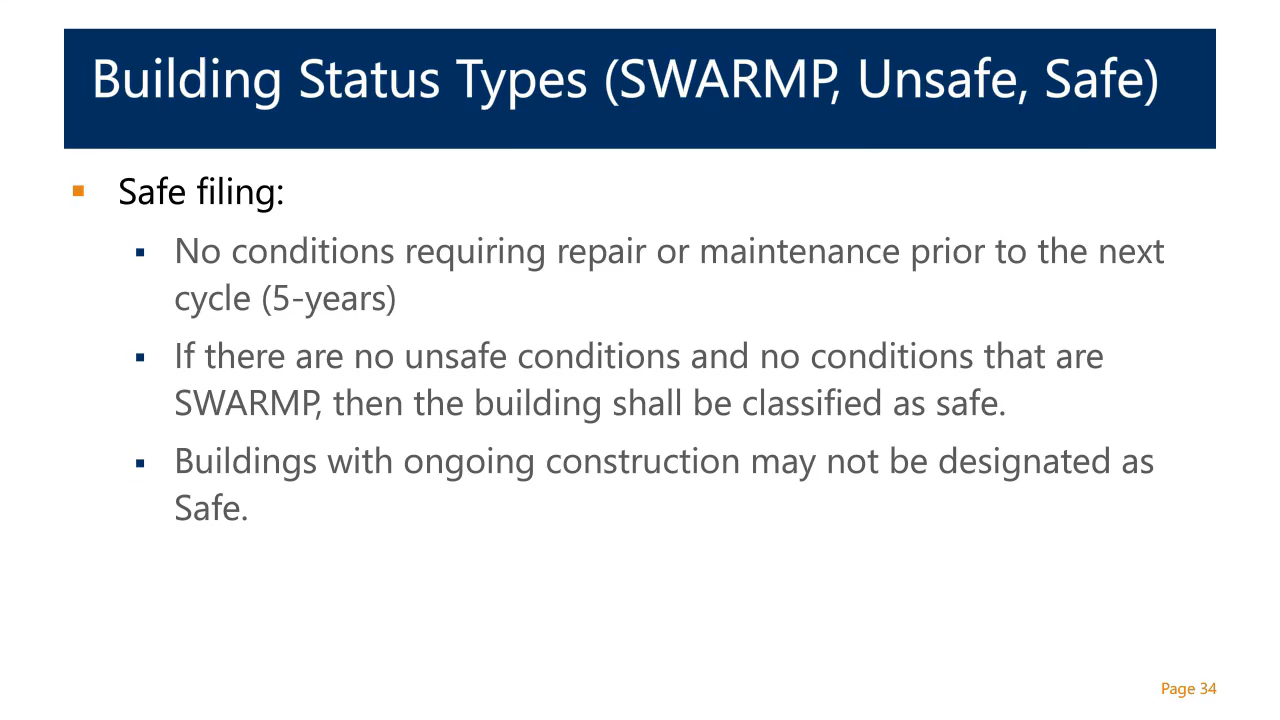 Building Status Types (SWARMP, Unsafe, Safe)
Safe filing:
No conditions requiring repair or maintenance prior to the next
cycle (5-years)
If there are no unsafe conditions and no conditions that are
SWARMP, then the building shall be classified as safe.
Buildings with ongoing construction may not be designated as
Safe.
Page 34